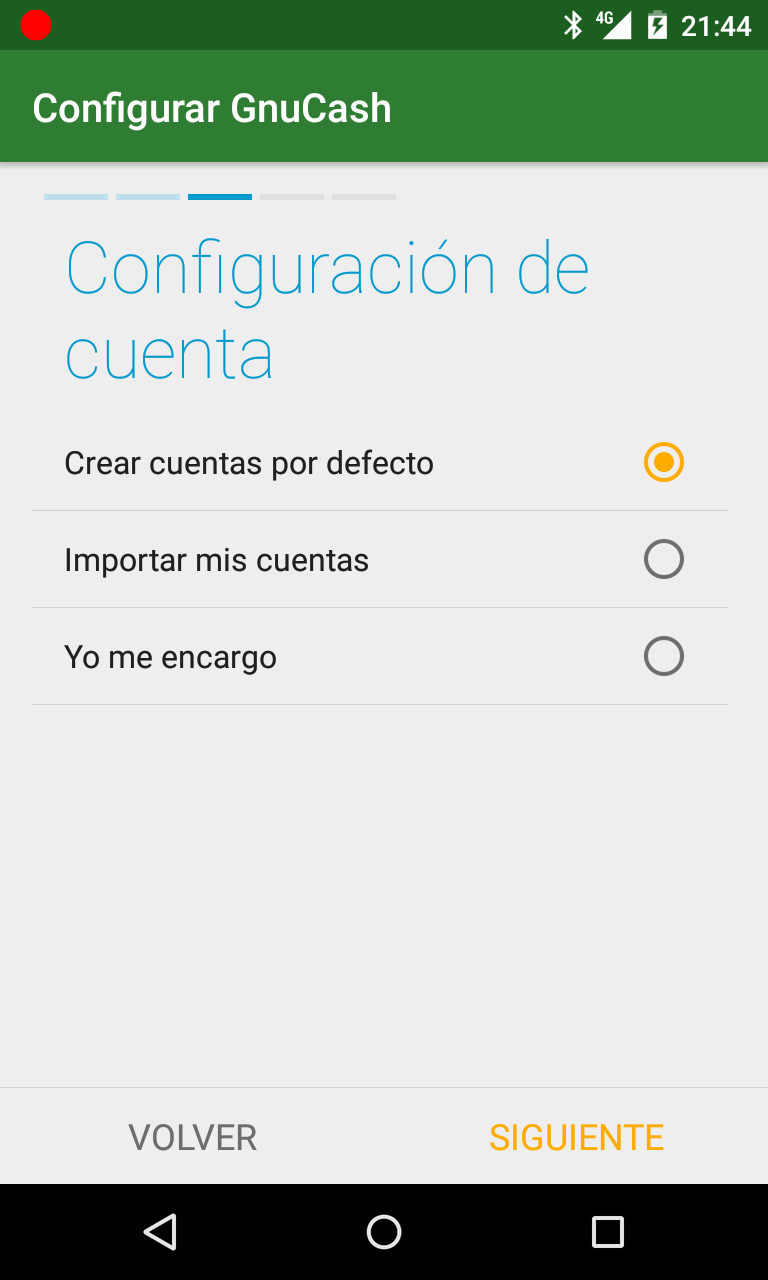 4G 21:44
Configurar GnuCash
Configuración de
cuenta
Crear cuentas por defecto
Importar mis cuentas
Yo me encargo
VOLVER SIGUIENTE